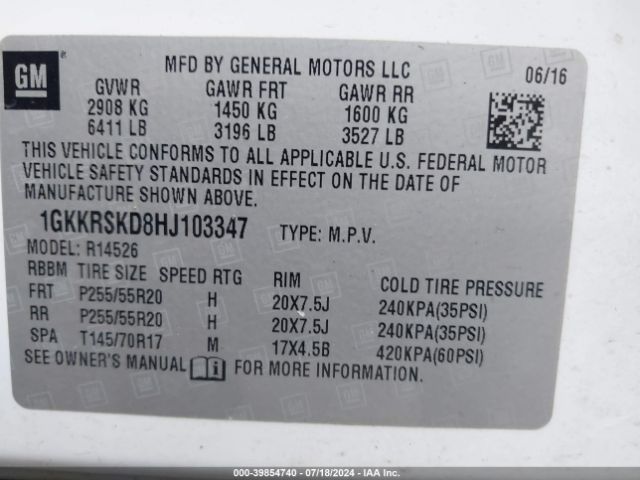 GM
MFD BY GENERAL MOTORS LLC 06/16
GVWR GAWR FRT GAWR RR
2908 KG 1450 KG 1600 KG
6411 LB 3196 LB 3527 LB
THIS VEHICLE CONFORMS TO ALL APPLICABLE U.S. FEDERAL MOTOR
VEHICLE SAFETY STANDARDS IN EFFECT ON THE DATE OF
MANUFACTURE SHOWN ABOVE.
1GKKRSKD8HJ103347 TYPE: M.P.V.
MODEL: R14526
RBBM TIRE SIZE SPEED RTG RIM COLD TIRE PRESSURE
FRT P255/55R20 H 20X7.5J 240KPA(35PSI)
RR P255/55R20 H 20X7.5J 240KPA(35PSI)
SPA T145/70R17 M 17X4.5B 420KPA(60PSI)
SEE OWNER'S MANUAL FOR MORE INFORMATION.
000-39854740 - 07/18/2024 - IAA Inc.